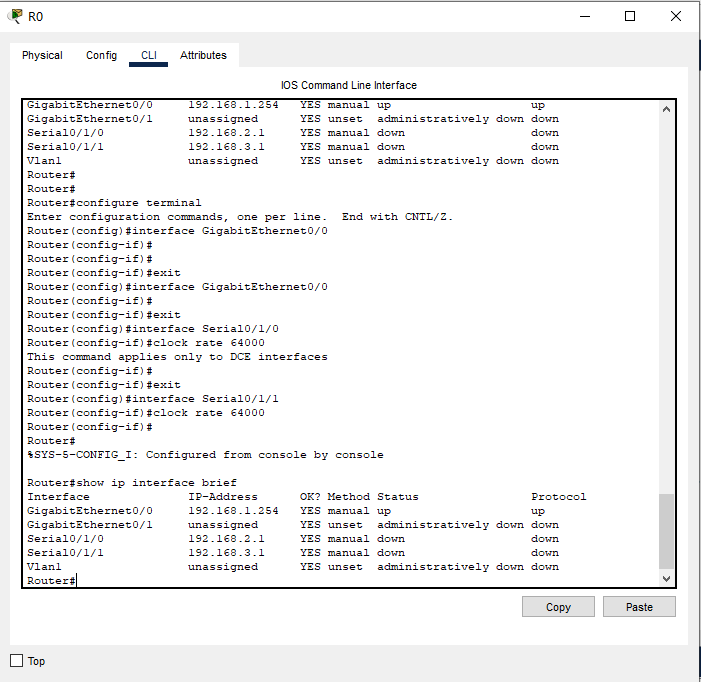 R0
Physical Config CLI Attributes
IOS Command Line Interface
GigabitEthernet0/0     192.168.1.254   YES manual up                    up
GigabitEthernet0/1     unassigned      YES unset  administratively down down
Serial0/1/0            192.168.2.1     YES manual down                  down
Serial0/1/1            192.168.3.1     YES manual down                  down
Vlan1                  unassigned      YES unset  administratively down down
Router#
Router#
Router#configure terminal
Enter configuration commands, one per line.  End with CNTL/Z.
Router(config)#interface GigabitEthernet0/0
Router(config-if)#
Router(config-if)#
Router(config-if)#exit
Router(config)#interface GigabitEthernet0/0
Router(config-if)#
Router(config-if)#exit
Router(config)#interface Serial0/1/0
Router(config-if)#clock rate 64000
This command applies only to DCE interfaces
Router(config-if)#
Router(config-if)#exit
Router(config)#interface Serial0/1/1
Router(config-if)#clock rate 64000
Router(config-if)#
Router#
%SYS-5-CONFIG_I: Configured from console by console
Router#show ip interface brief
Interface              IP-Address      OK? Method Status                Protocol
GigabitEthernet0/0     192.168.1.254   YES manual up                    up
GigabitEthernet0/1     unassigned      YES unset  administratively down down
Serial0/1/0            192.168.2.1     YES manual down                  down
Serial0/1/1            192.168.3.1     YES manual down                  down
Vlan1                  unassigned      YES unset  administratively down down
Router#
Copy Paste
Top